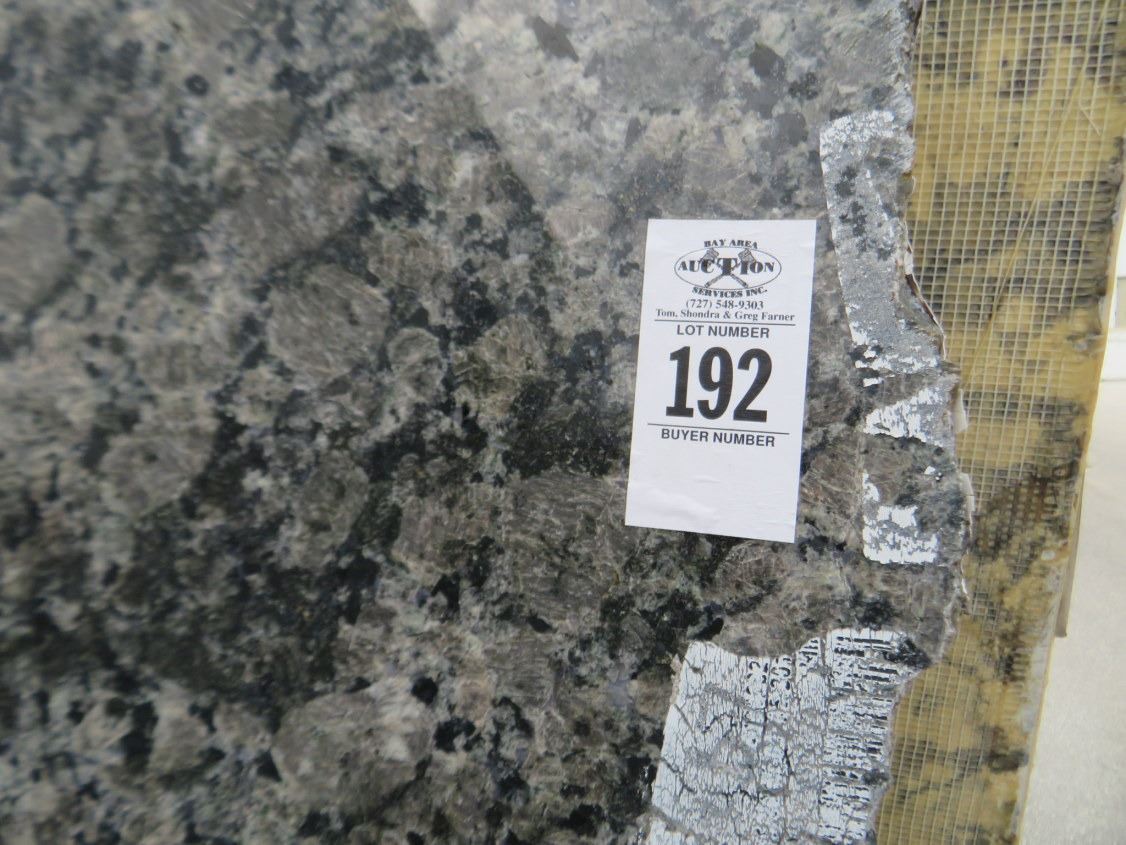 BAY AREA
AUCTION
SERVICES INC.
(727) 548-9303
Tom, Shondra & Greg Farner
LOT NUMBER
192
BUYER NUMBER